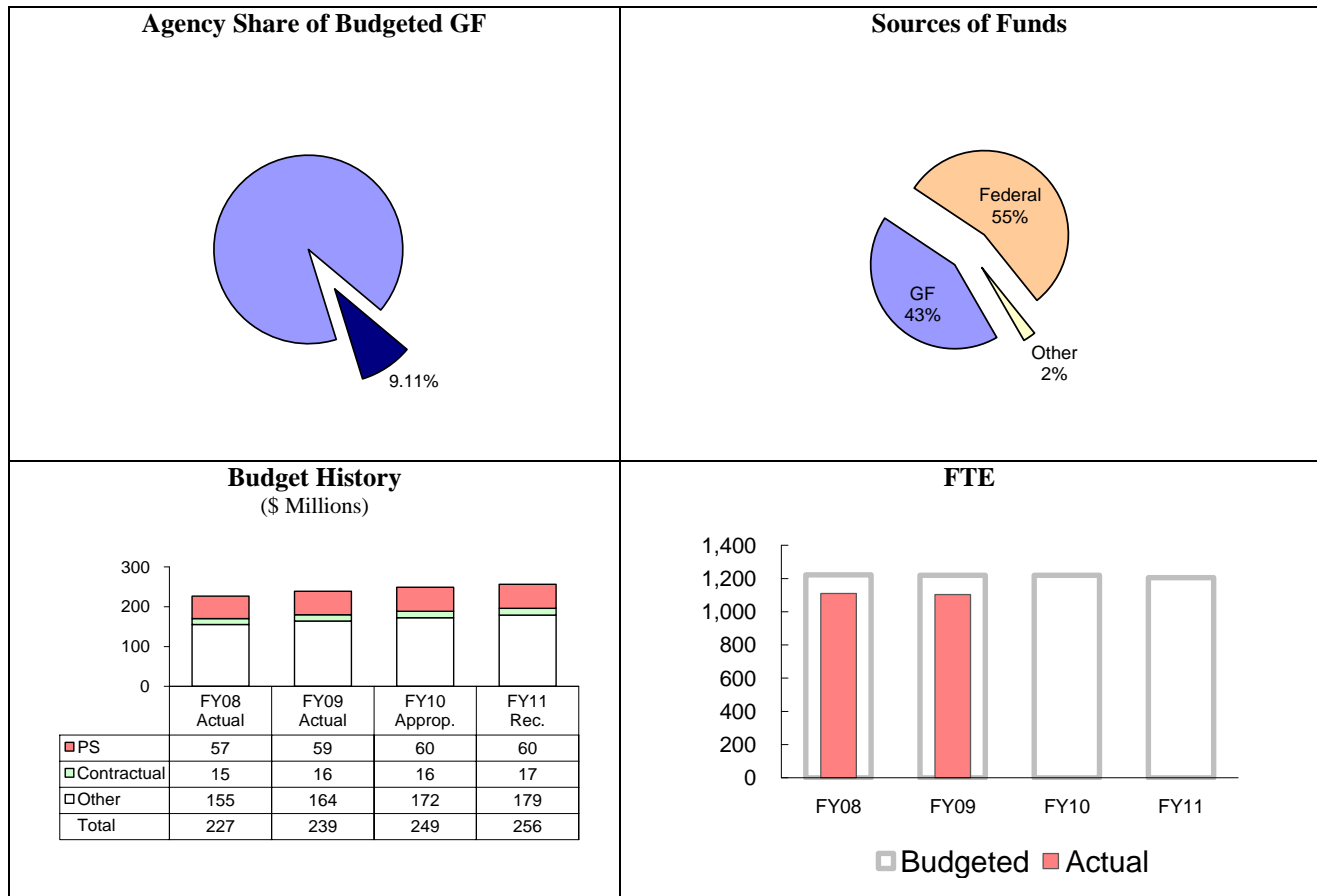 Agency Share of Budgeted GF
9.11%
Sources of Funds
Federal
55%
GF
43%
Other
2%
Budget History
($ Millions)
300
200
100
0
FY08 Actual FY09 Actual FY10 Approp. FY11 Rec.
PS 57 59 60 60
Contractual 15 16 16 17
Other 155 164 172 179
Total 227 239 249 256
FTE
1,400
1,200
1,000
800
600
400
200
0
FY08 FY09 FY10 FY11
Budgeted Actual